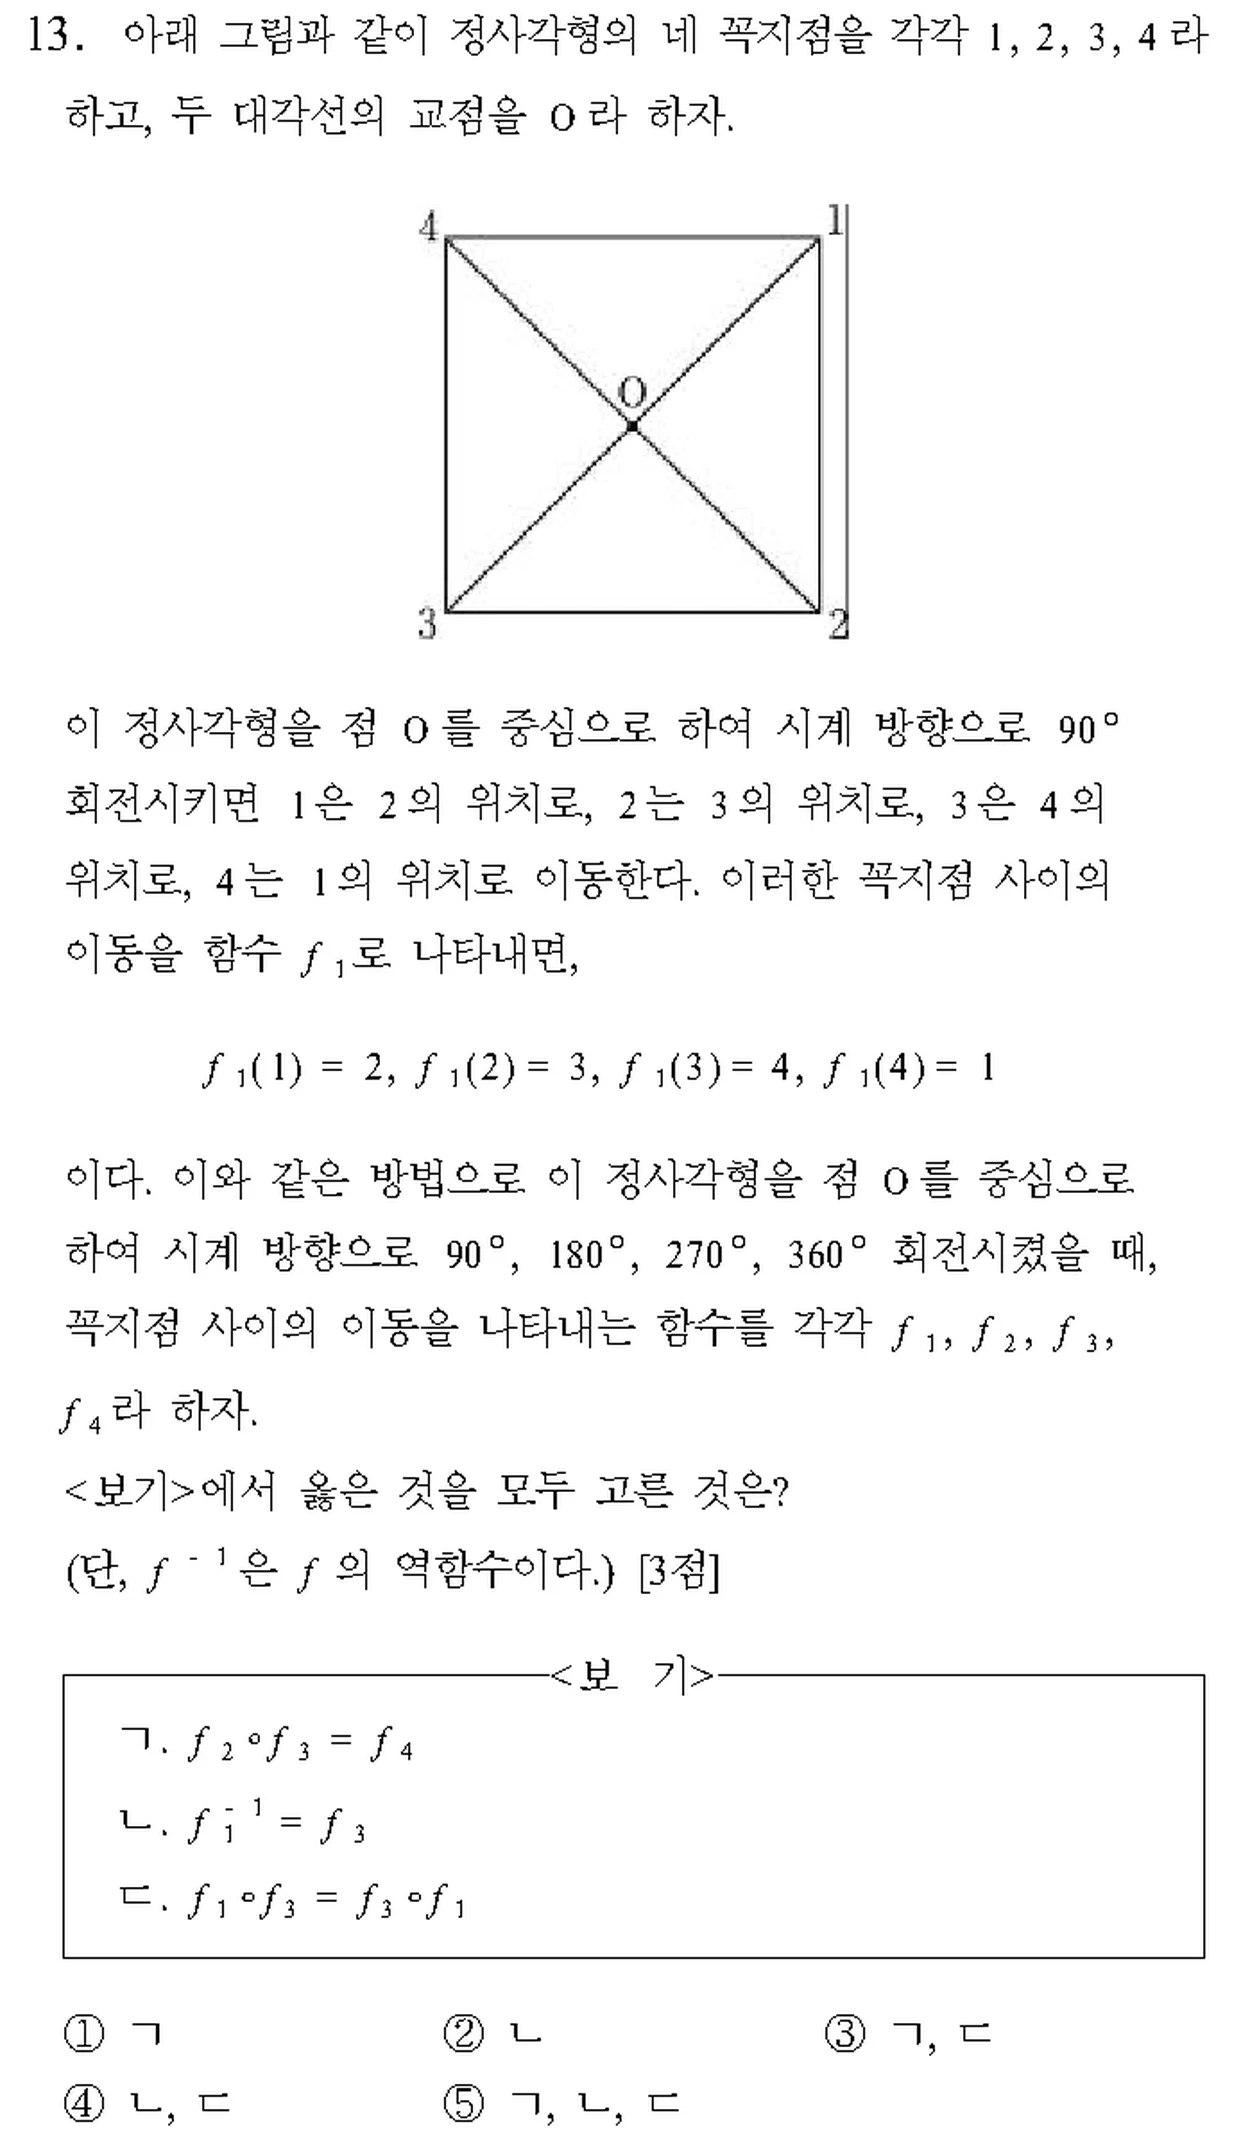 13. 아래 그림과 같이 정사각형의 네 꼭지점을 각각 1, 2, 3, 4 라
하고, 두 대각선의 교점을 O 라 하자.
4 1
O
3 2
이 정사각형을 점 O 를 중심으로 하여 시계 방향으로 90°
회전시키면 1은 2의 위치로, 2는 3의 위치로, 3은 4의
위치로, 4는 1의 위치로 이동한다. 이러한 꼭지점 사이의
이동을 함수 f₁로 나타내면,
f₁(1) = 2, f₁(2) = 3, f₁(3) = 4, f₁(4) = 1
이다. 이와 같은 방법으로 이 정사각형을 점 O 를 중심으로
하여 시계 방향으로 90°, 180°, 270°, 360° 회전시켰을 때,
꼭지점 사이의 이동을 나타내는 함수를 각각 f₁, f₂, f₃,
f₄라 하자.
<보기>에서 옳은 것을 모두 고른 것은?
(단, f⁻¹은 f 의 역함수이다.) [3점]
<보 기>
ㄱ. f₂∘f₃ = f₄
ㄴ. f₁⁻¹ = f₃
ㄷ. f₁∘f₃ = f₃∘f₁
① ㄱ ② ㄴ ③ ㄱ, ㄷ
④ ㄴ, ㄷ ⑤ ㄱ, ㄴ, ㄷ